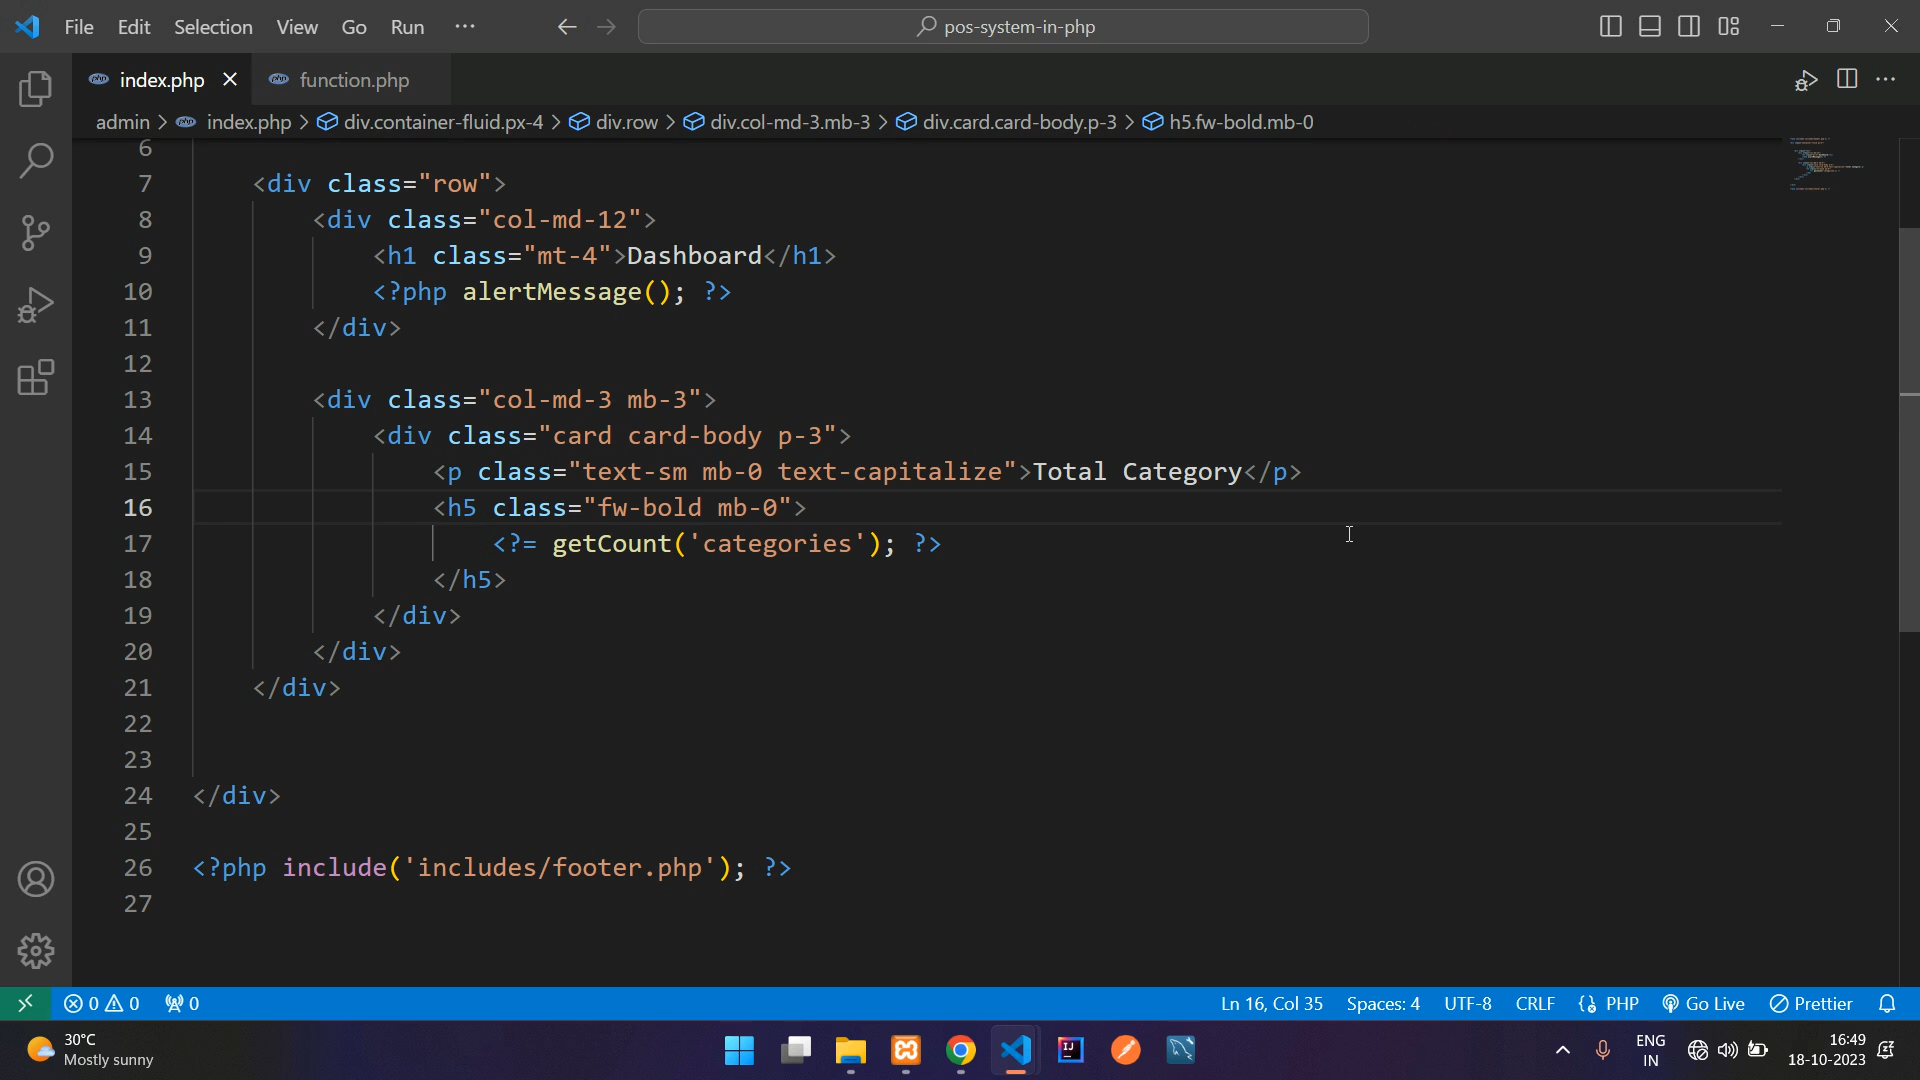 File Edit Selection View Go Run ··· pos-system-in-php
index.php function.php
admin > index.php > div.container-fluid.px-4 > div.row > div.col-md-3.mb-3 > div.card.card-body.p-3 > h5.fw-bold.mb-0
6
7 <div class="row">
8 <div class="col-md-12">
9 <h1 class="mt-4">Dashboard</h1>
10 <?php alertMessage(); ?>
11 </div>
12
13 <div class="col-md-3 mb-3">
14 <div class="card card-body p-3">
15 <p class="text-sm mb-0 text-capitalize">Total Category</p>
16 <h5 class="fw-bold mb-0">
17 <?= getCount('categories'); ?>
18 </h5>
19 </div>
20 </div>
21 </div>
22
23
24 </div>
25
26 <?php include('includes/footer.php'); ?>
27
0 0 0 Ln 16, Col 35 Spaces: 4 UTF-8 CRLF PHP Go Live Prettier
30°C
Mostly sunny
ENG
IN
16:49
18-10-2023